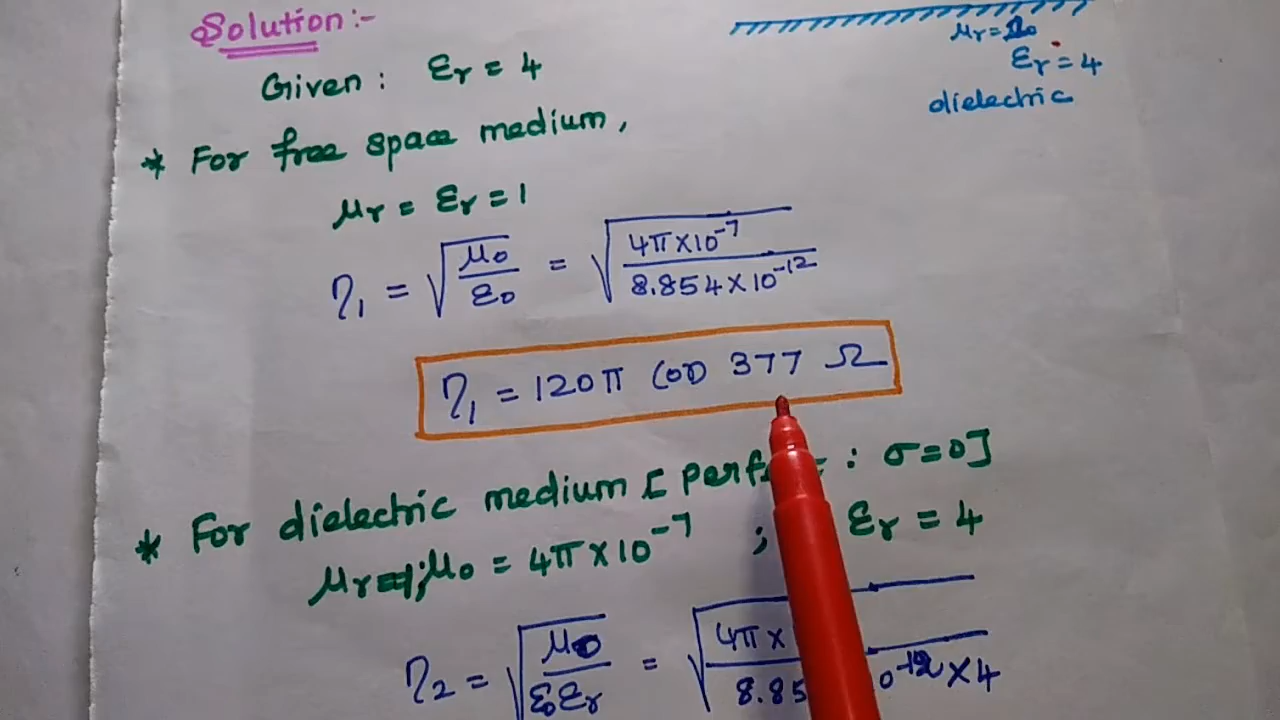 Solution:-
μr =
εr = 4
dielectric
Given: εr = 4
* For free space medium,
μr = εr = 1
η1 = √(μ0/ε0) = √(4π×10^-7/8.854×10^-12)
η1 = 120π (or) 377 Ω
* For dielectric medium [ perf : σ=0]
μr=1; μ0 = 4π×10^-7 ; εr = 4
η2 = √(μ0/ε0εr) = √(4π× / 8.85 0^-12 ×4)